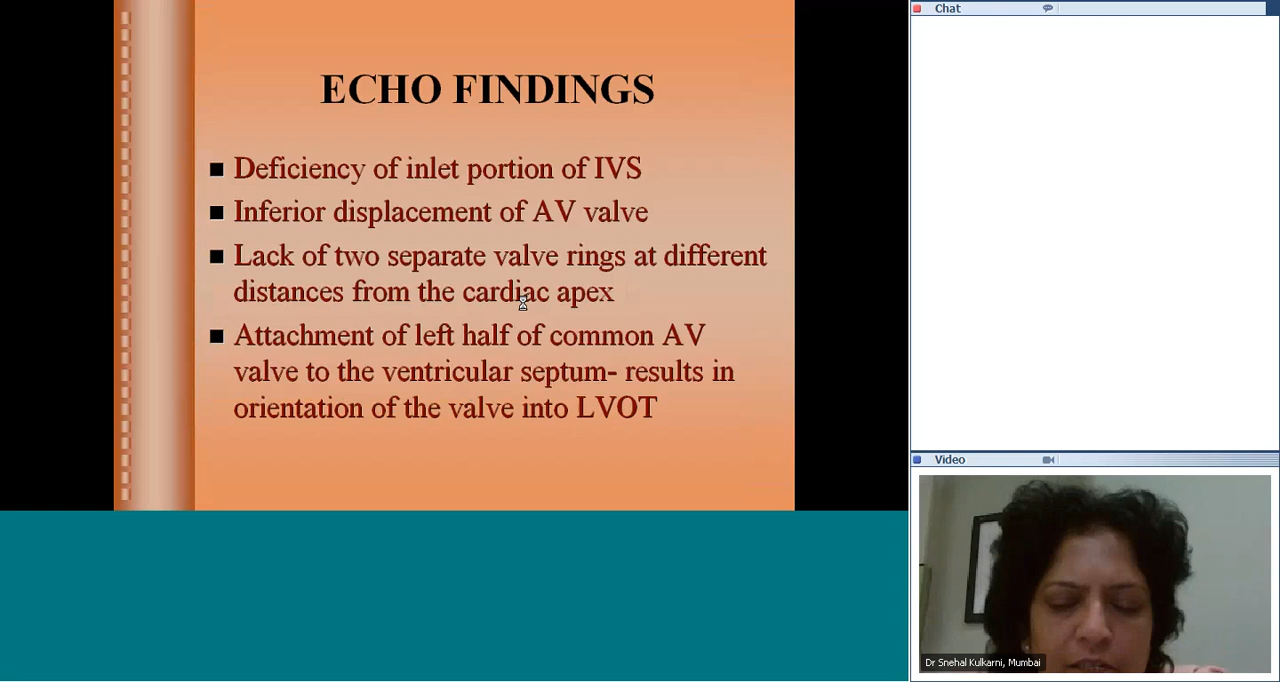 ECHO FINDINGS
Deficiency of inlet portion of IVS
Inferior displacement of AV valve
Lack of two separate valve rings at different
distances from the cardiac apex
Attachment of left half of common AV
valve to the ventricular septum- results in
orientation of the valve into LVOT
Chat
Video
Dr Snehal Kulkarni, Mumbai